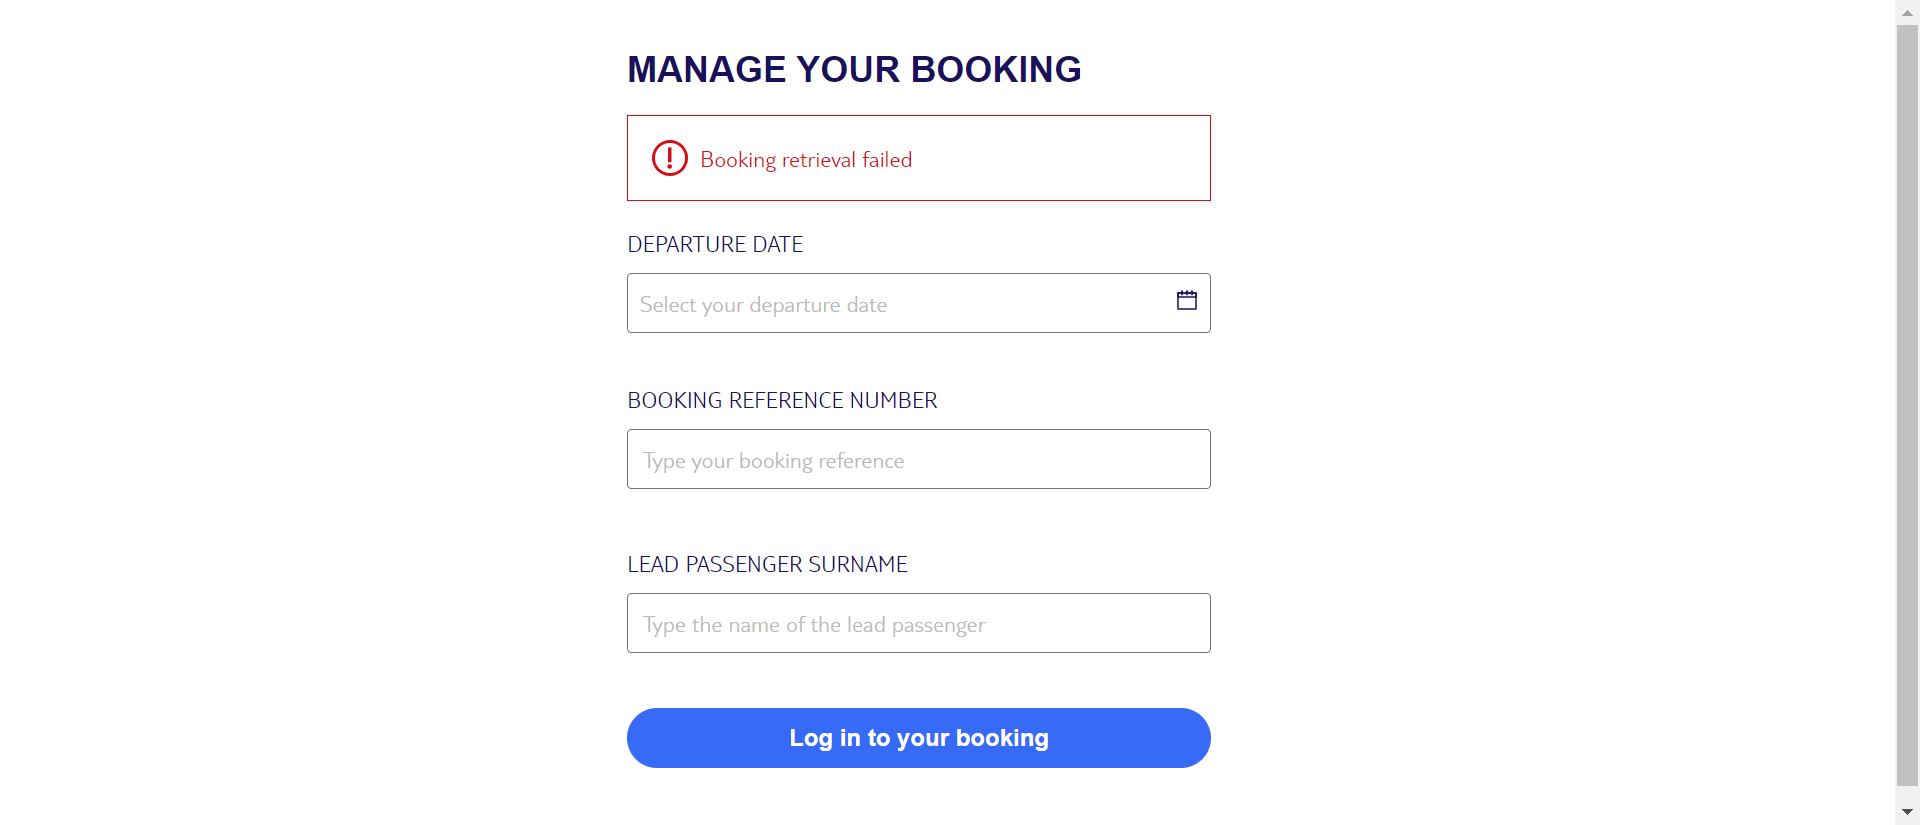 MANAGE YOUR BOOKING
Booking retrieval failed
DEPARTURE DATE
Select your departure date
BOOKING REFERENCE NUMBER
Type your booking reference
LEAD PASSENGER SURNAME
Type the name of the lead passenger
Log in to your booking